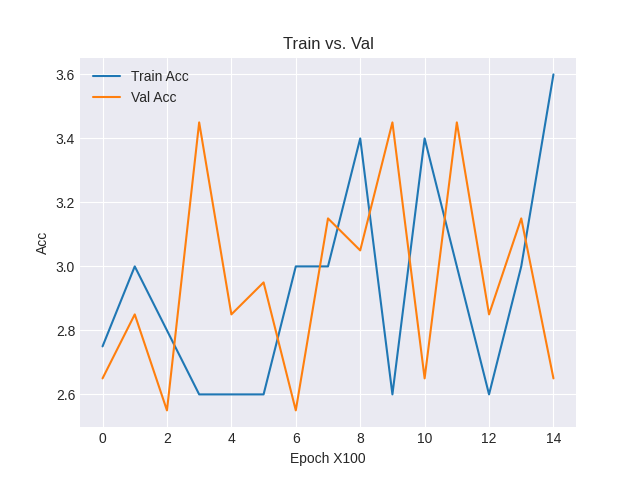 Train vs. Val
Train Acc
Val Acc
3.6
3.4
3.2
3.0
2.8
2.6
Acc
0 2 4 6 8 10 12 14
Epoch X100